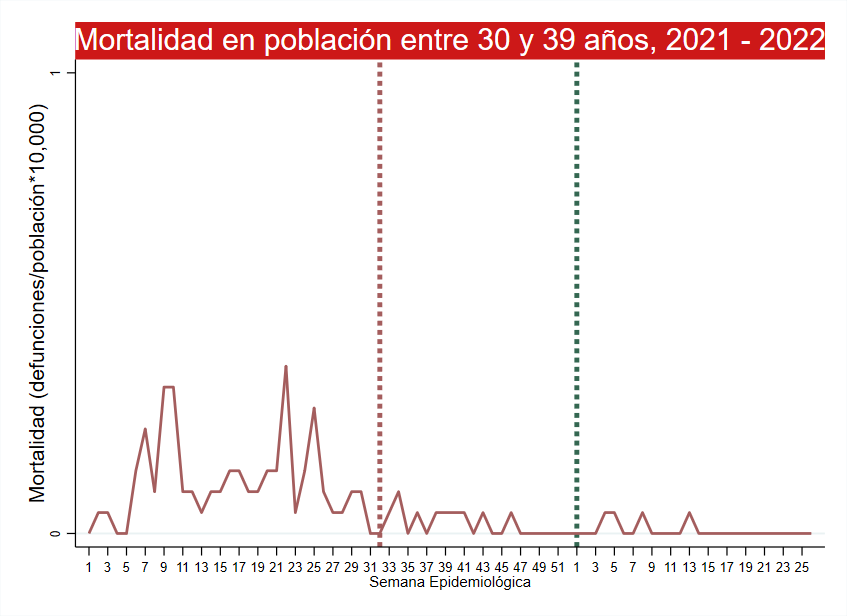 Mortalidad en población entre 30 y 39 años, 2021 - 2022
Mortalidad (defunciones/población*10,000)
1
0
1 3 5 7 9 11 13 15 17 19 21 23 25 27 29 31 33 35 37 39 41 43 45 47 49 51 1 3 5 7 9 11 13 15 17 19 21 23 25
Semana Epidemiológica